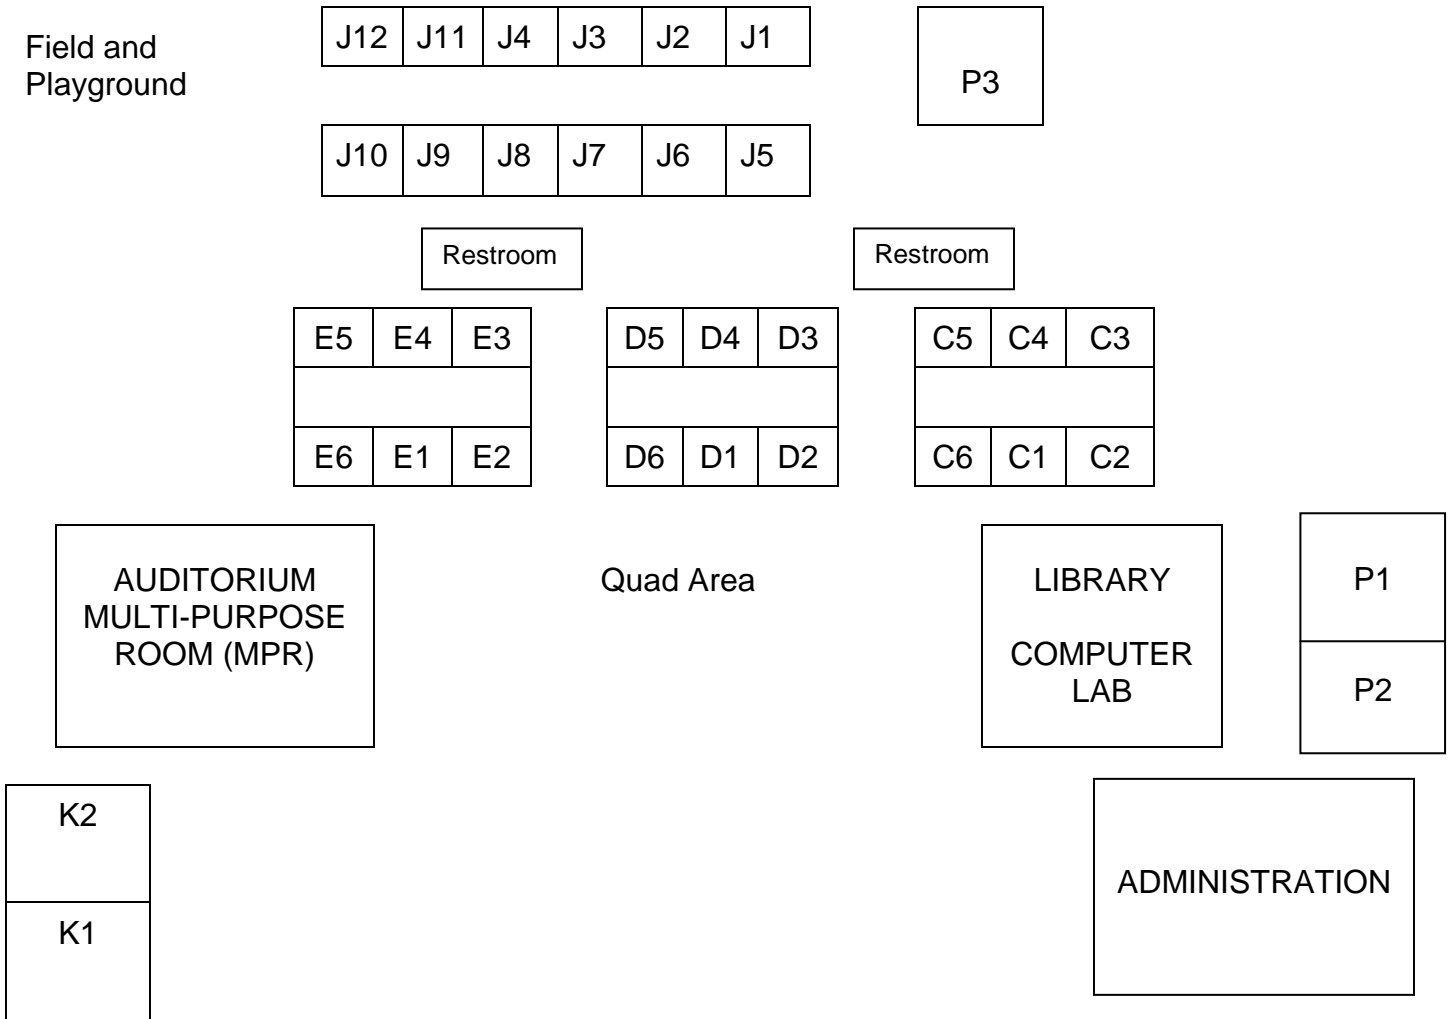 Field and
Playground
J12 J11 J4 J3 J2 J1
P3
J10 J9 J8 J7 J6 J5
Restroom
Restroom
E5 E4 E3
D5 D4 D3
C5 C4 C3
E6 E1 E2
D6 D1 D2
C6 C1 C2
AUDITORIUM
MULTI-PURPOSE
ROOM (MPR)
Quad Area
LIBRARY
COMPUTER
LAB
P1
P2
K2
K1
ADMINISTRATION